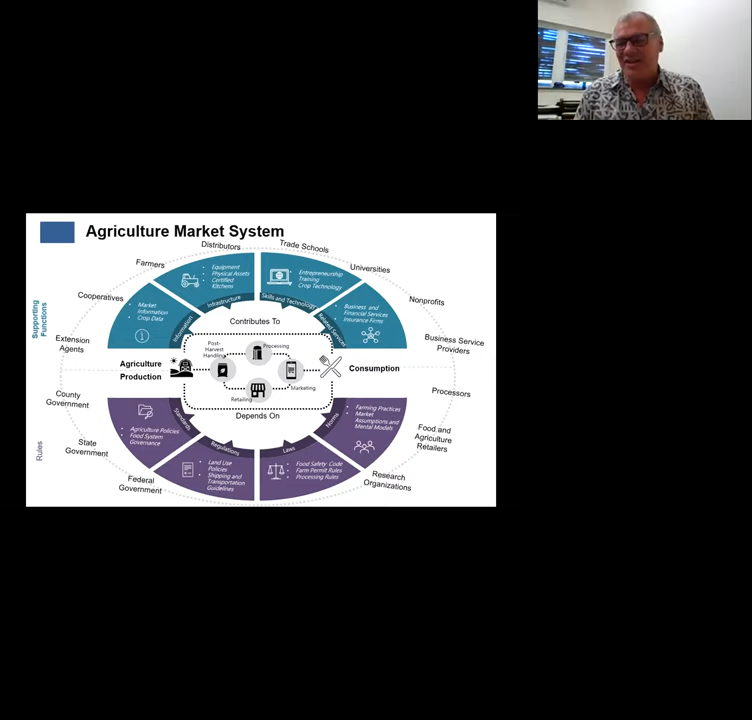 Agriculture Market System
Distributors
Trade Schools
Farmers
Universities
Cooperatives
Nonprofits
Extension
Agents
Business Service
Providers
Supporting
Functions
• Equipment
• Physical Assets
• Certified
Kitchens
Infrastructure
• Entrepreneurship
Training
• Crop Technology
Skills and Technology
• Market
Information
• Crop Data
Information
• Business and
Financial Services
• Insurance Firms
Related Services
Contributes To
Agriculture
Production
Post-
Harvest
Handling
Processing
Marketing
Retailing
Consumption
Depends On
County
Government
Processors
State
Government
Food and
Agriculture
Retailers
Federal
Government
Research
Organizations
Rules
• Agriculture Policies
• Food System
Governance
Standards
• Land Use
Policies
• Shipping and
Transportation
Guidelines
Regulations
• Food Safety Code
• Farm Permit Rules
• Processing Rules
Laws
• Farming Practices
• Market
Assumptions and
Mental Models
Norms